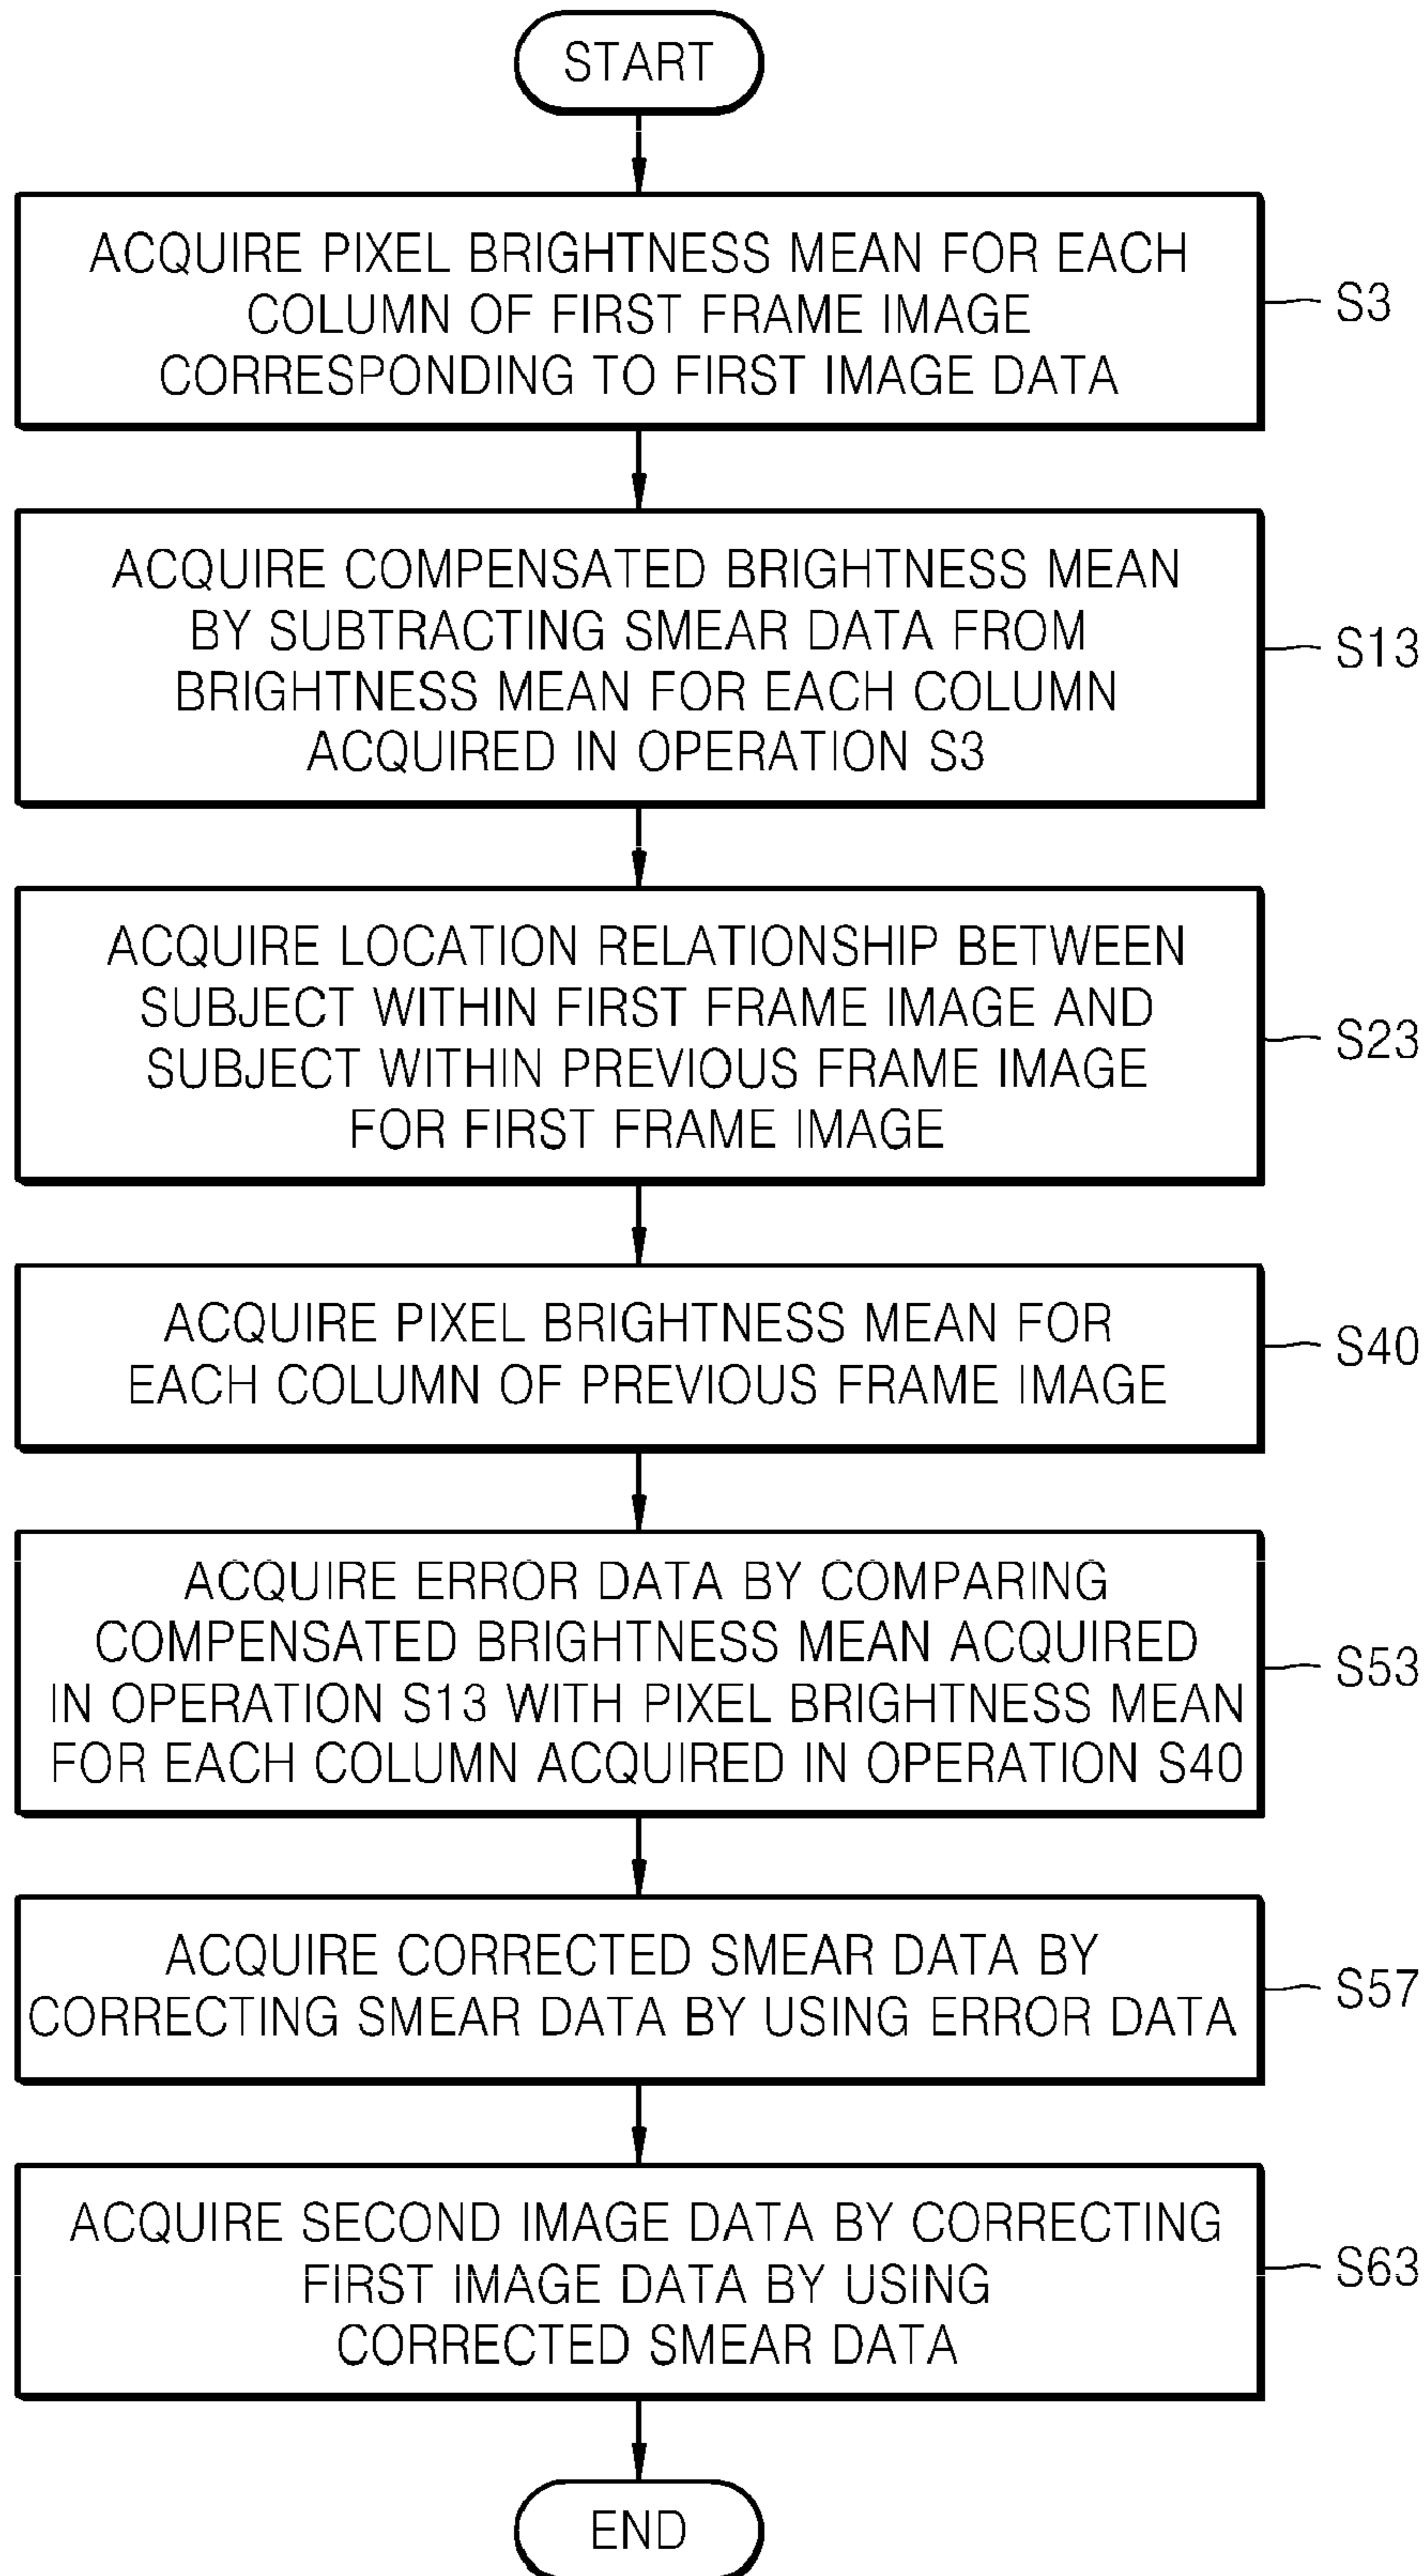 START
ACQUIRE PIXEL BRIGHTNESS MEAN FOR EACH
COLUMN OF FIRST FRAME IMAGE
CORRESPONDING TO FIRST IMAGE DATA
S3
ACQUIRE COMPENSATED BRIGHTNESS MEAN
BY SUBTRACTING SMEAR DATA FROM
BRIGHTNESS MEAN FOR EACH COLUMN
ACQUIRED IN OPERATION S3
S13
ACQUIRE LOCATION RELATIONSHIP BETWEEN
SUBJECT WITHIN FIRST FRAME IMAGE AND
SUBJECT WITHIN PREVIOUS FRAME IMAGE
FOR FIRST FRAME IMAGE
S23
ACQUIRE PIXEL BRIGHTNESS MEAN FOR
EACH COLUMN OF PREVIOUS FRAME IMAGE
S40
ACQUIRE ERROR DATA BY COMPARING
COMPENSATED BRIGHTNESS MEAN ACQUIRED
IN OPERATION S13 WITH PIXEL BRIGHTNESS MEAN
FOR EACH COLUMN ACQUIRED IN OPERATION S40
S53
ACQUIRE CORRECTED SMEAR DATA BY
CORRECTING SMEAR DATA BY USING ERROR DATA
S57
ACQUIRE SECOND IMAGE DATA BY CORRECTING
FIRST IMAGE DATA BY USING
CORRECTED SMEAR DATA
S63
END